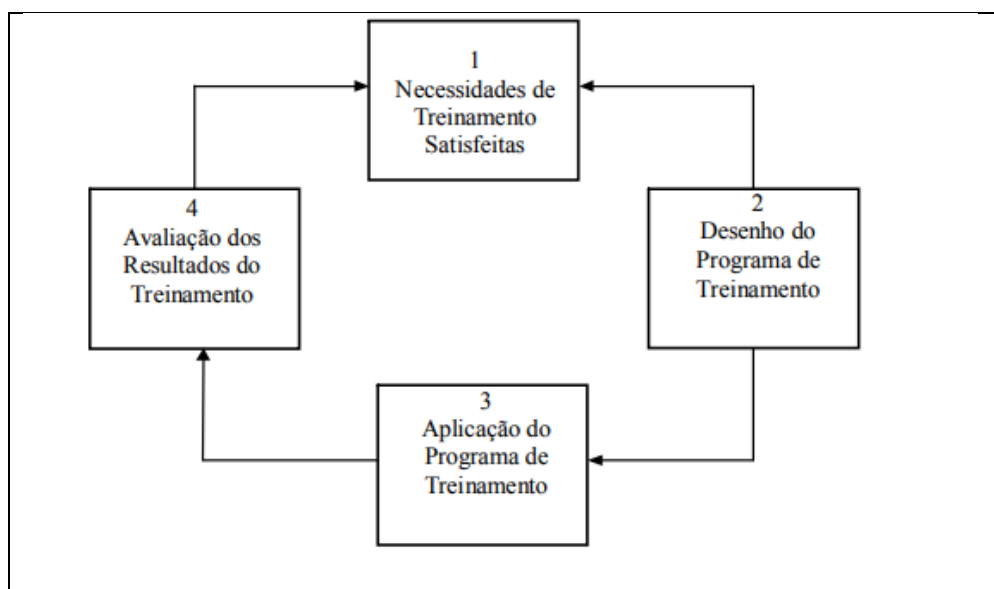 1
Necessidades de
Treinamento
Satisfeitas
2
Desenho do
Programa de
Treinamento
3
Aplicação do
Programa de
Treinamento
4
Avaliação dos
Resultados do
Treinamento